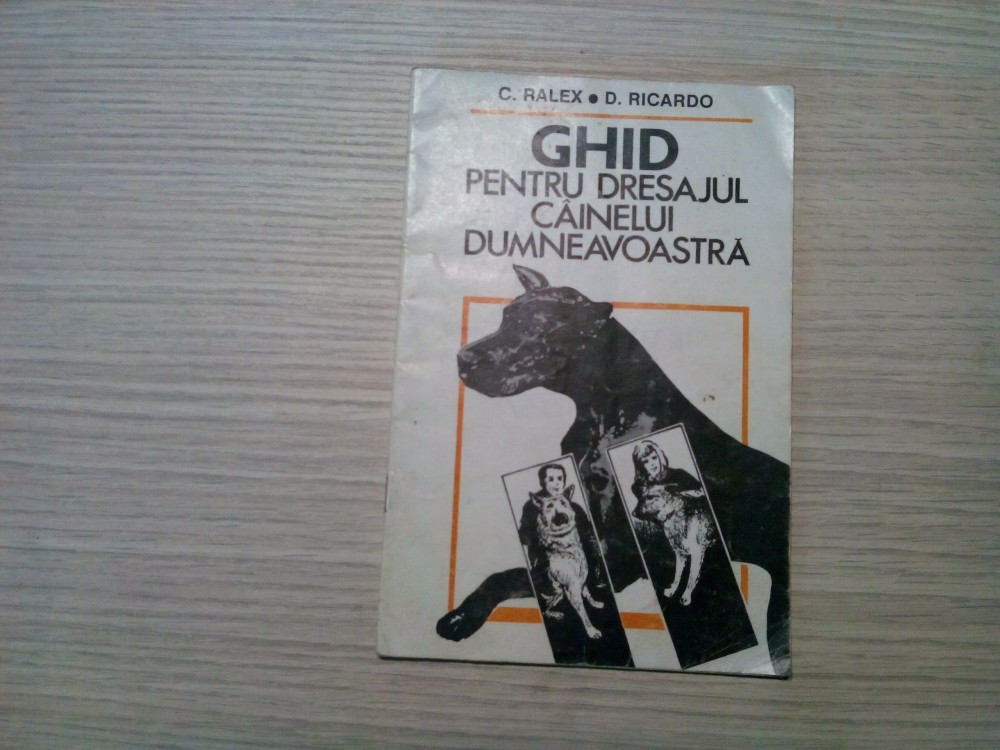 C. RALEX ● D. RICARDO
GHID
PENTRU DRESAJUL
CÂINELUI
DUMNEAVOASTRĂ